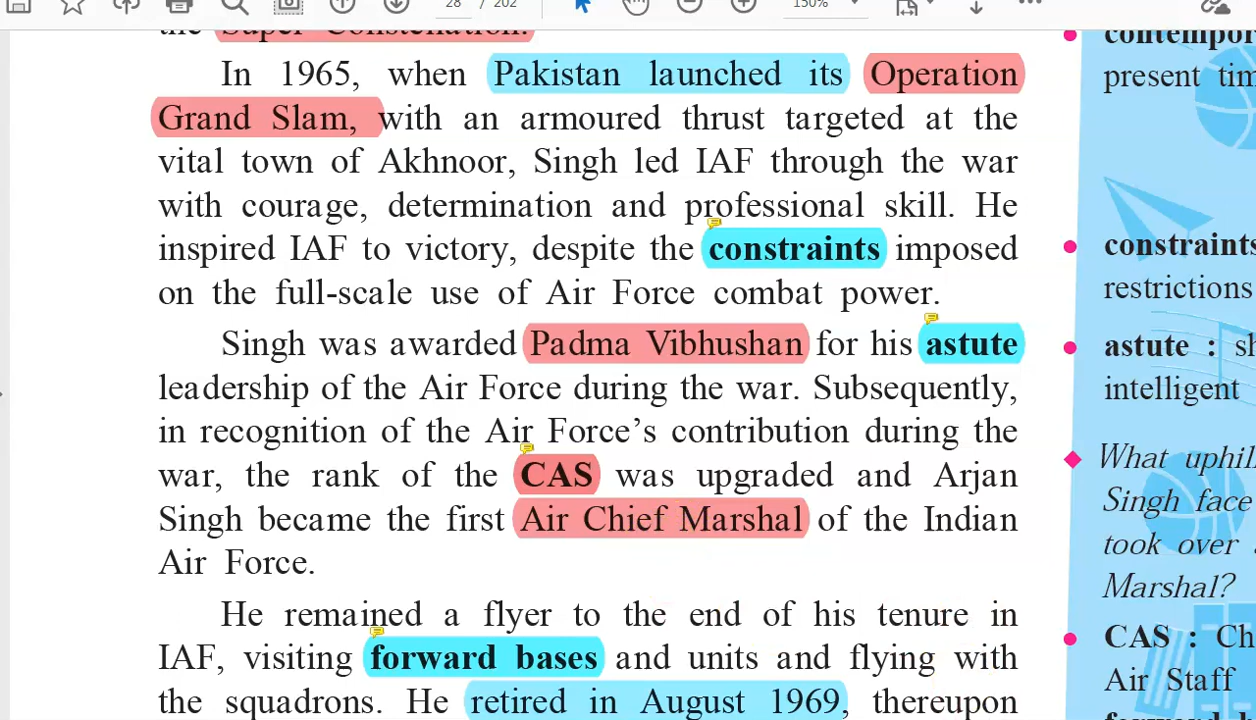 28 / 202
150%
the Super Constellation.
In 1965, when Pakistan launched its Operation
Grand Slam, with an armoured thrust targeted at the
vital town of Akhnoor, Singh led IAF through the war
with courage, determination and professional skill. He
inspired IAF to victory, despite the constraints imposed
on the full-scale use of Air Force combat power.
Singh was awarded Padma Vibhushan for his astute
leadership of the Air Force during the war. Subsequently,
in recognition of the Air Force’s contribution during the
war, the rank of the CAS was upgraded and Arjan
Singh became the first Air Chief Marshal of the Indian
Air Force.
He remained a flyer to the end of his tenure in
IAF, visiting forward bases and units and flying with
the squadrons. He retired in August 1969, thereupon
contempor
present tim
constraints
restrictions
astute : sh
intelligent
What uphill
Singh face
took over
Marshal?
CAS : Ch
Air Staff